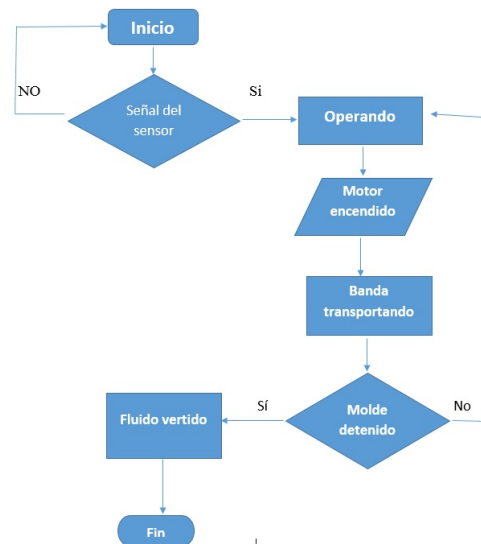 Inicio
NO
Señal del
sensor
Si
Operando
Motor
encendido
Banda
transportando
Molde
detenido
Sí
No
Fluido vertido
Fin